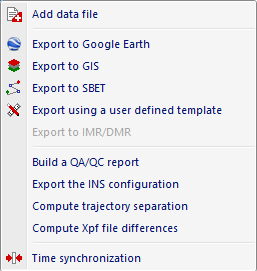 Add data file
Export to Google Earth
Export to GIS
Export to SBET
Export using a user defined template
Export to IMR/DMR
Build a QA/QC report
Export the INS configuration
Compute trajectory separation
Compute Xpf file differences
Time synchronization